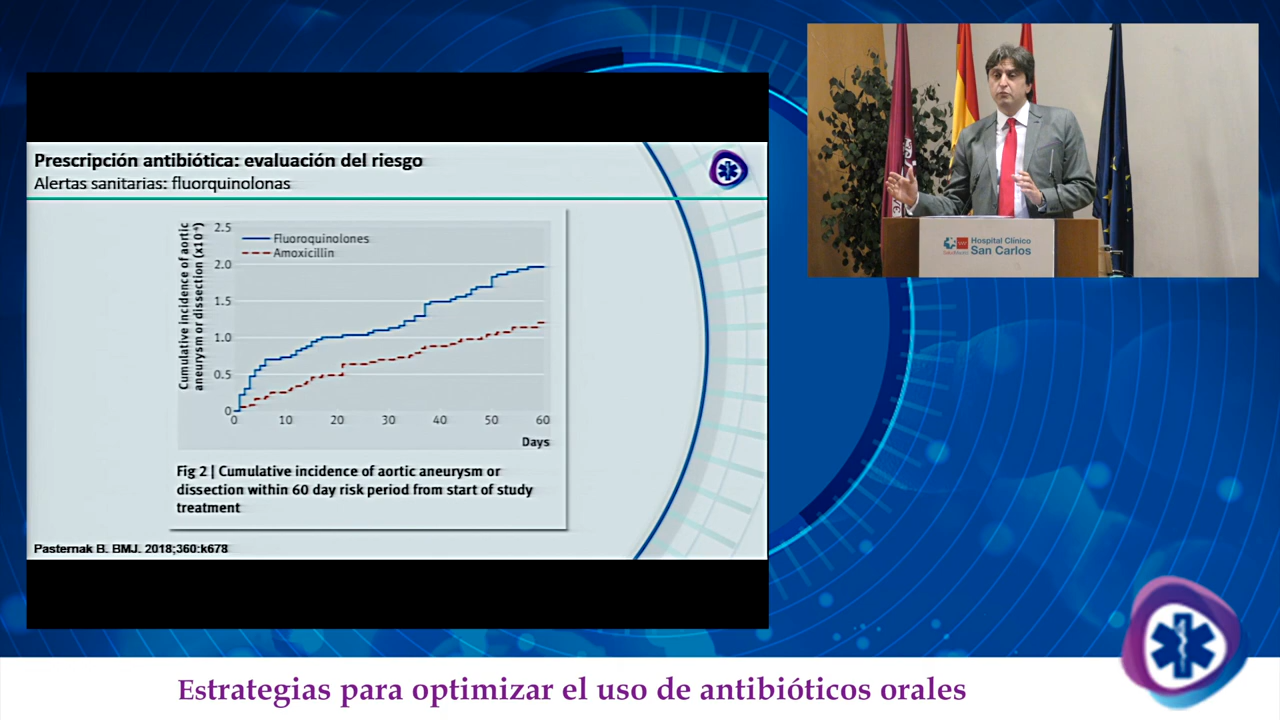 Prescripción antibiótica: evaluación del riesgo
Alertas sanitarias: fluorquinolonas
Cumulative incidence of aortic
aneurysm or dissection (x10⁻⁴)
2.5
2.0
1.5
1.0
0.5
0
Fluoroquinolones
Amoxicillin
0 10 20 30 40 50 60
Days
Fig 2 | Cumulative incidence of aortic aneurysm or
dissection within 60 day risk period from start of study
treatment
Pasternak B. BMJ. 2018;360:k678
Hospital Clínico
San Carlos
Estrategias para optimizar el uso de antibióticos orales